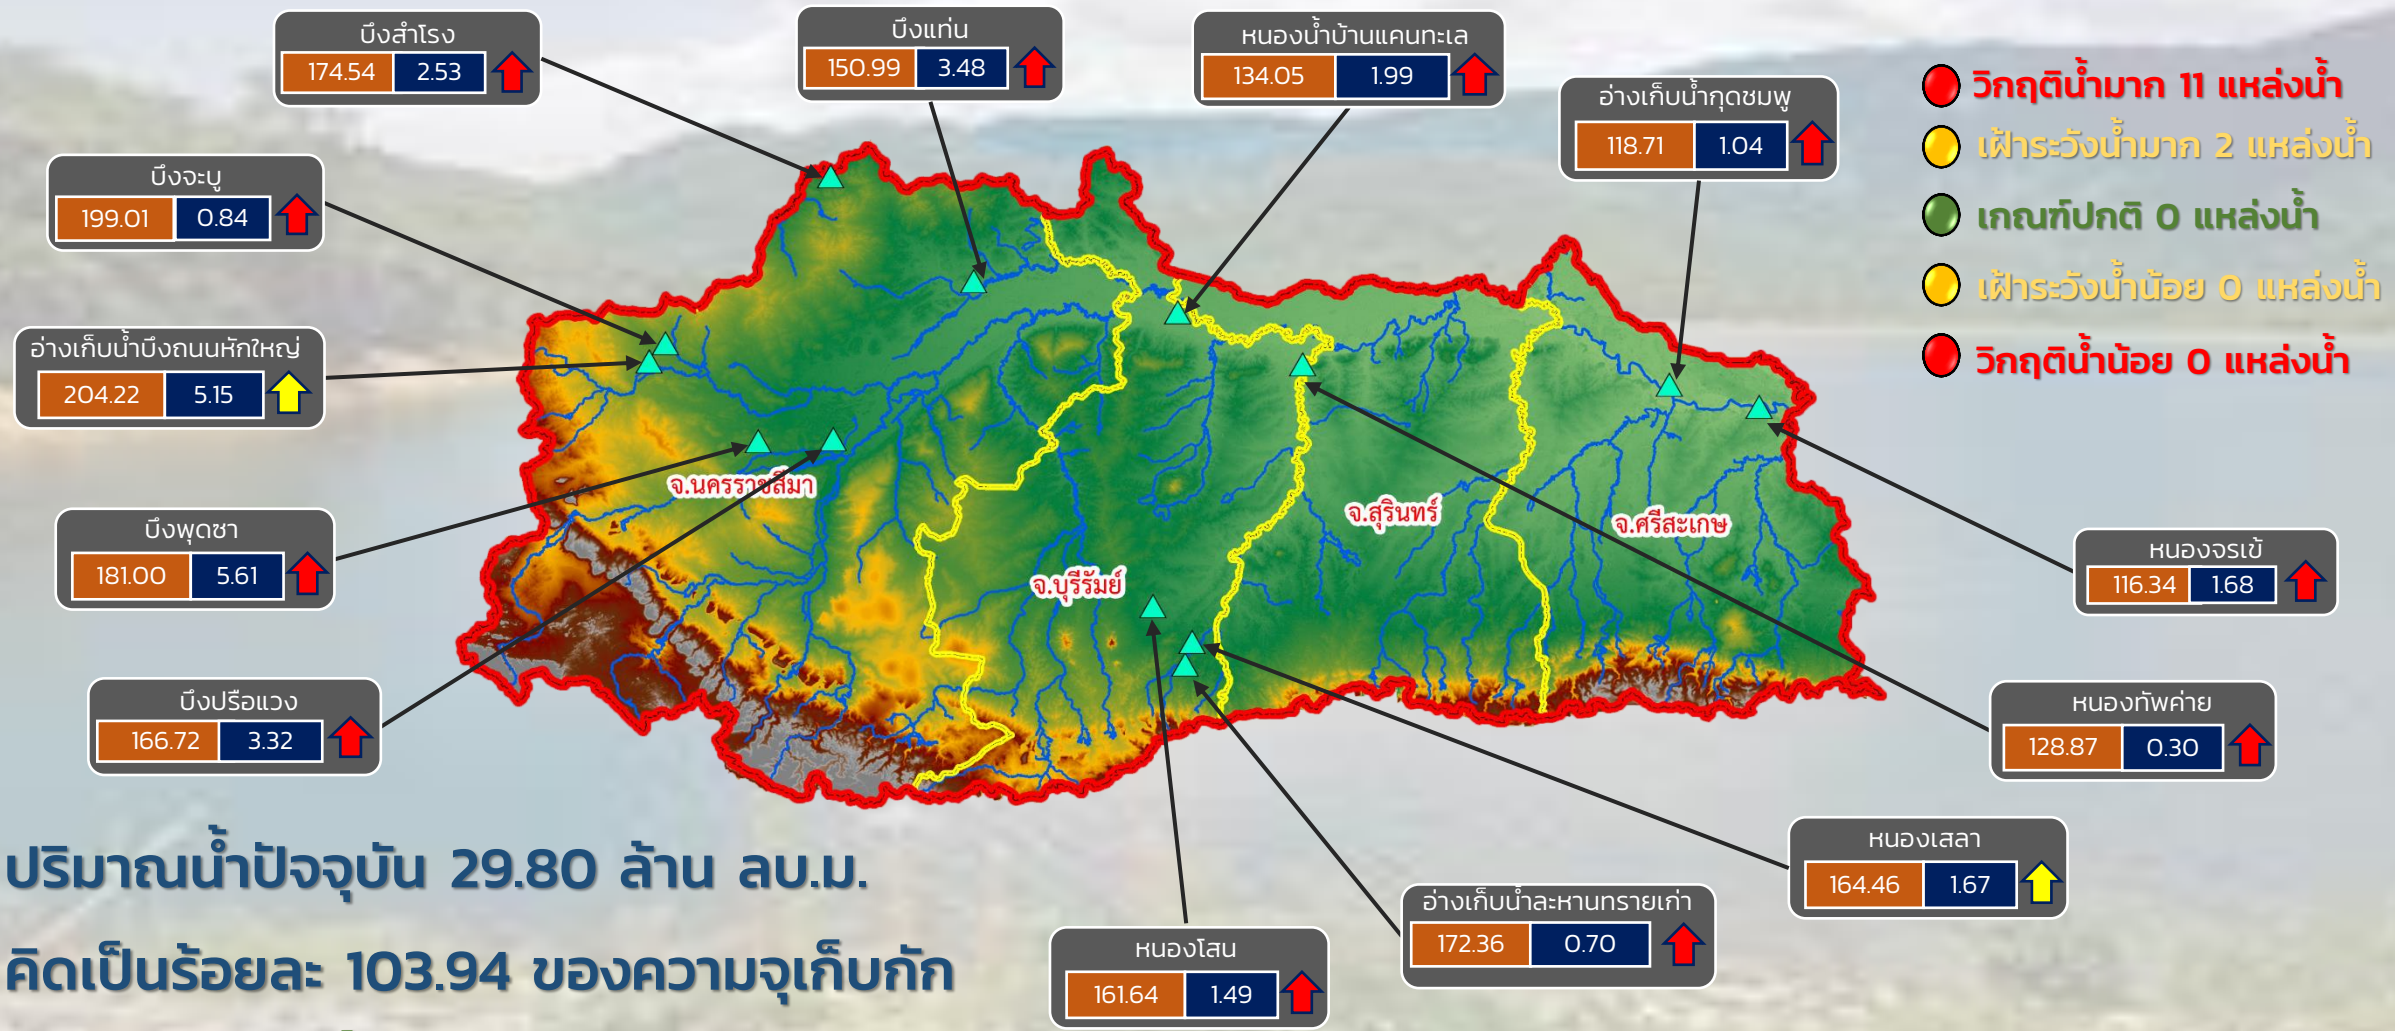 บึงสำโรง
174.54 2.53
บึงแท่น
150.99 3.48
หนองน้ำบ้านแคนทะเล
134.05 1.99
อ่างเก็บน้ำกุดชมพู
118.71 1.04
วิกฤติน้ำมาก 11 แหล่งน้ำ
เฝ้าระวังน้ำมาก 2 แหล่งน้ำ
เกณฑ์ปกติ 0 แหล่งน้ำ
เฝ้าระวังน้ำน้อย 0 แหล่งน้ำ
วิกฤติน้ำน้อย 0 แหล่งน้ำ
บึงจะบู
199.01 0.84
อ่างเก็บน้ำบึงถนนหักใหญ่
204.22 5.15
บึงพุดซา
181.00 5.61
บึงปรือแวง
166.72 3.32
จ.นครราชสีมา
จ.บุรีรัมย์
จ.สุรินทร์
จ.ศรีสะเกษ
หนองจรเข้
116.34 1.68
หนองทัพค่าย
128.87 0.30
หนองเสลา
164.46 1.67
อ่างเก็บน้ำละหานทรายเก่า
172.36 0.70
หนองโสน
161.64 1.49
ปริมาณน้ำปัจจุบัน 29.80 ล้าน ลบ.ม.
คิดเป็นร้อยละ 103.94 ของความจุเก็บกัก